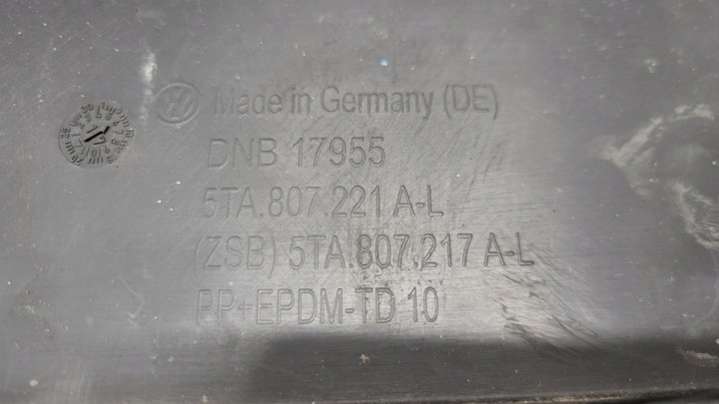 Made in Germany (DE)
DNB 17955
5TA.807.221 A-L
(ZSB) 5TA.807.217 A-L
PP+EPDM-TD 10